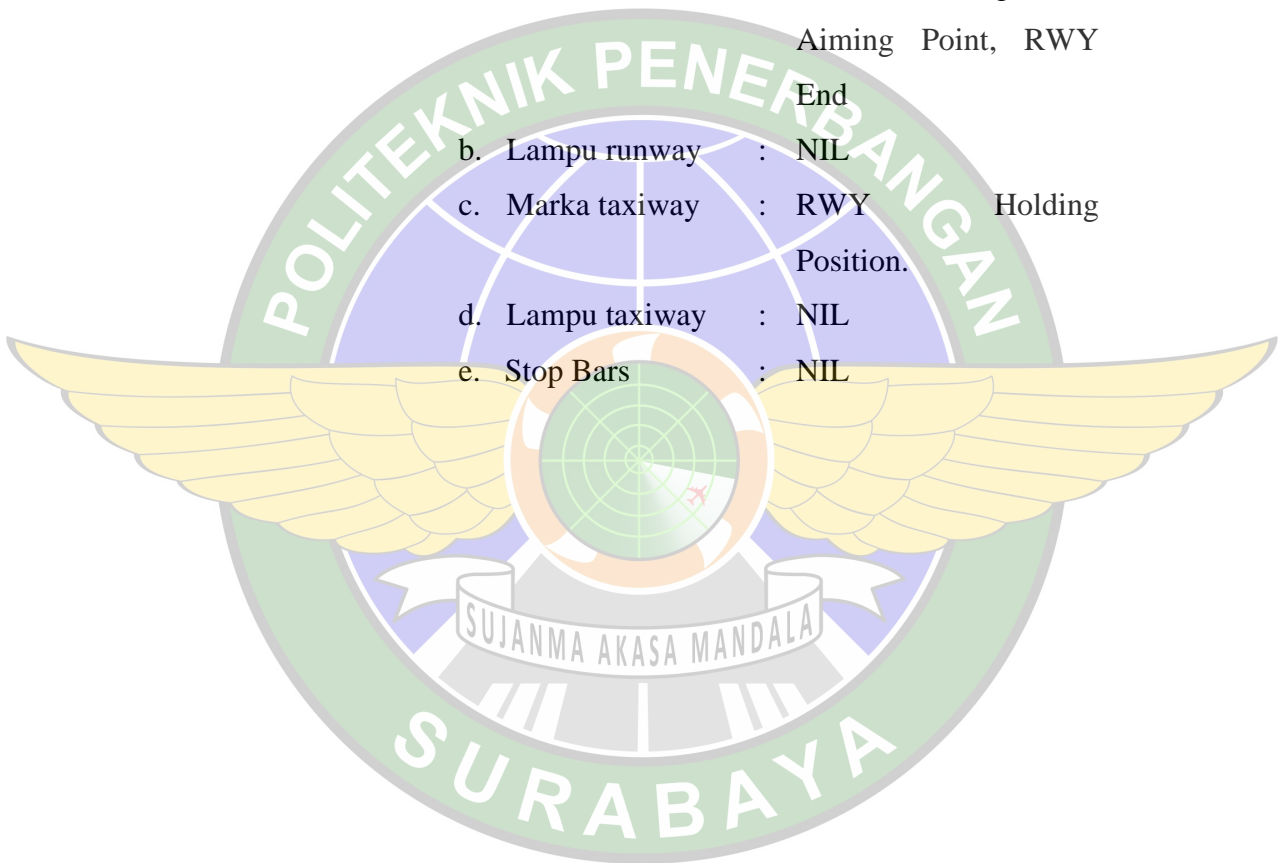 Aiming Point, RWY
End
b. Lampu runway : NIL
c. Marka taxiway : RWY Holding
Position.
d. Lampu taxiway : NIL
e. Stop Bars : NIL
POLITEKNIK PENERBANGAN
SUJANMA AKASA MANDALA
SURABAYA